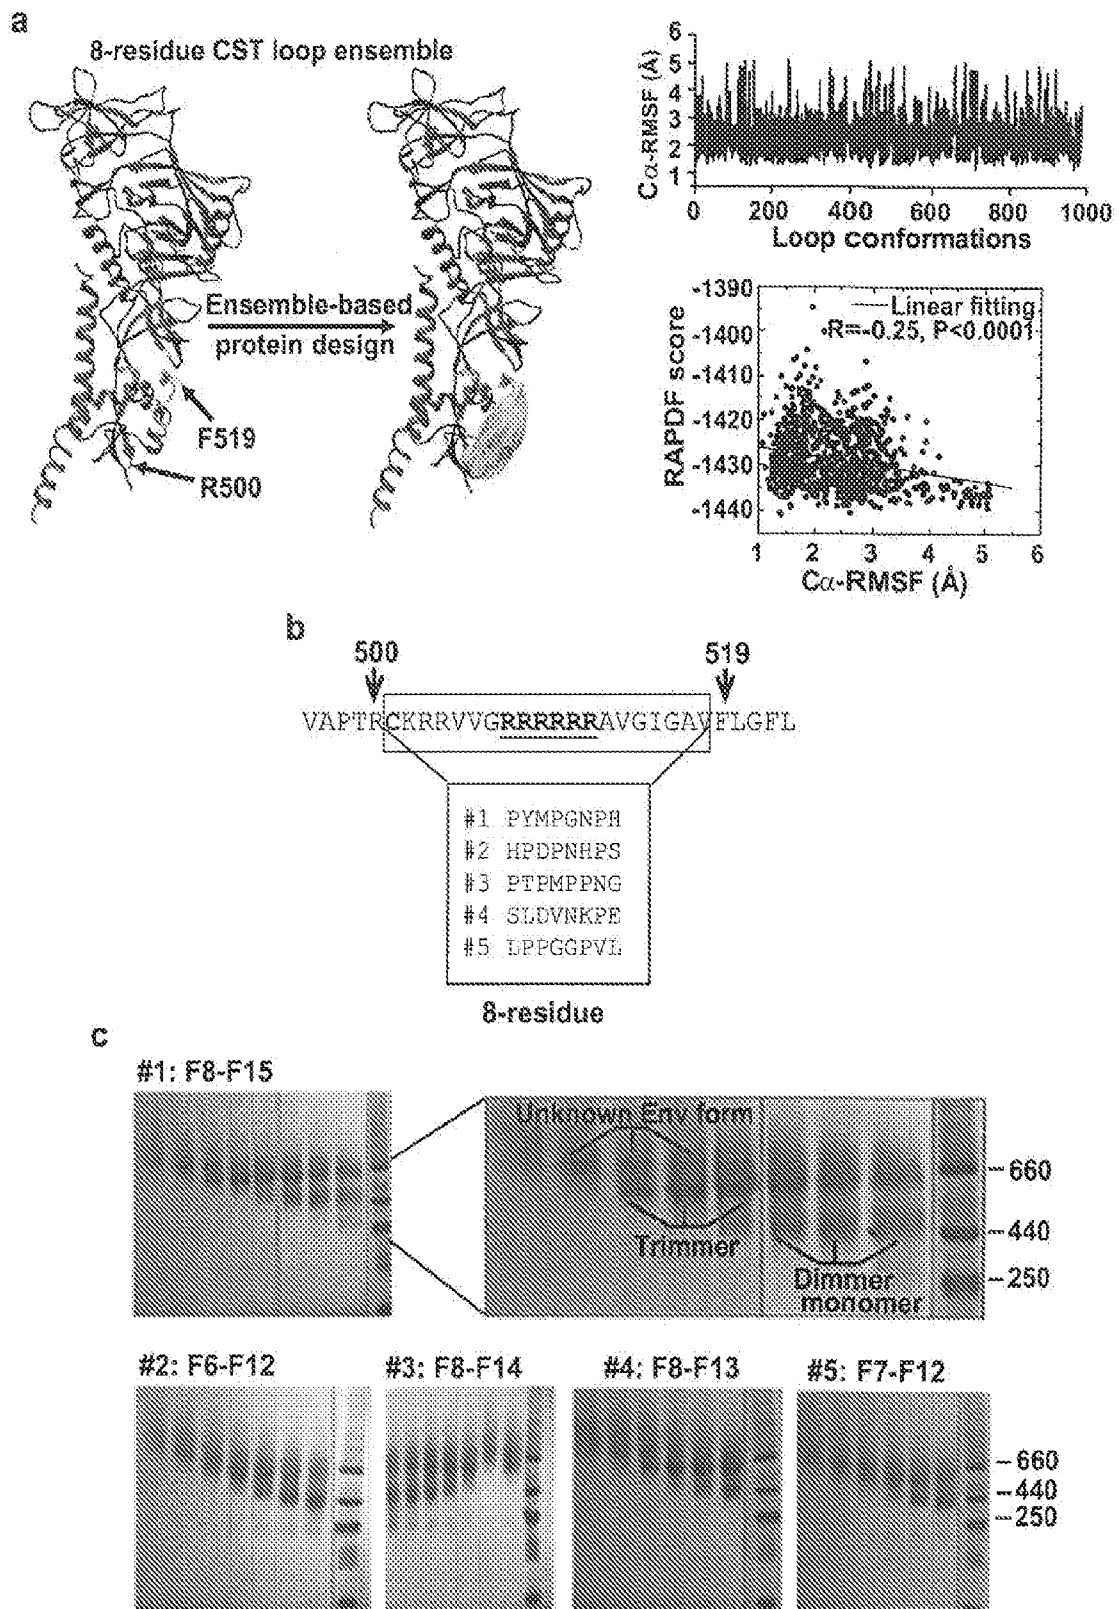 a
8-residue CST loop ensemble
Ensemble-based
protein design
F519
R500
Cα-RMSF (Å)
6
5
4
3
2
1
0 200 400 600 800 1000
Loop conformations
RAPDF score
-1390
-1400
-1410
-1420
-1430
-1440
Linear fitting
R=-0.25, P<0.0001
1 2 3 4 5 6
Cα-RMSF (Å)
b
500 519
VAPTRCKRRVVGRRRRRRAVGIGAVFLGFL
#1 PYMPGNPH
#2 HPDPNHPS
#3 PTPMPPNG
#4 SLDVNKPE
#5 LPPGGPVL
8-residue
c
#1: F8-F15
Unknown Env form
Trimmer
Dimmer
monomer
660
440
250
#2: F6-F12 #3: F8-F14 #4: F8-F13 #5: F7-F12
660
440
250